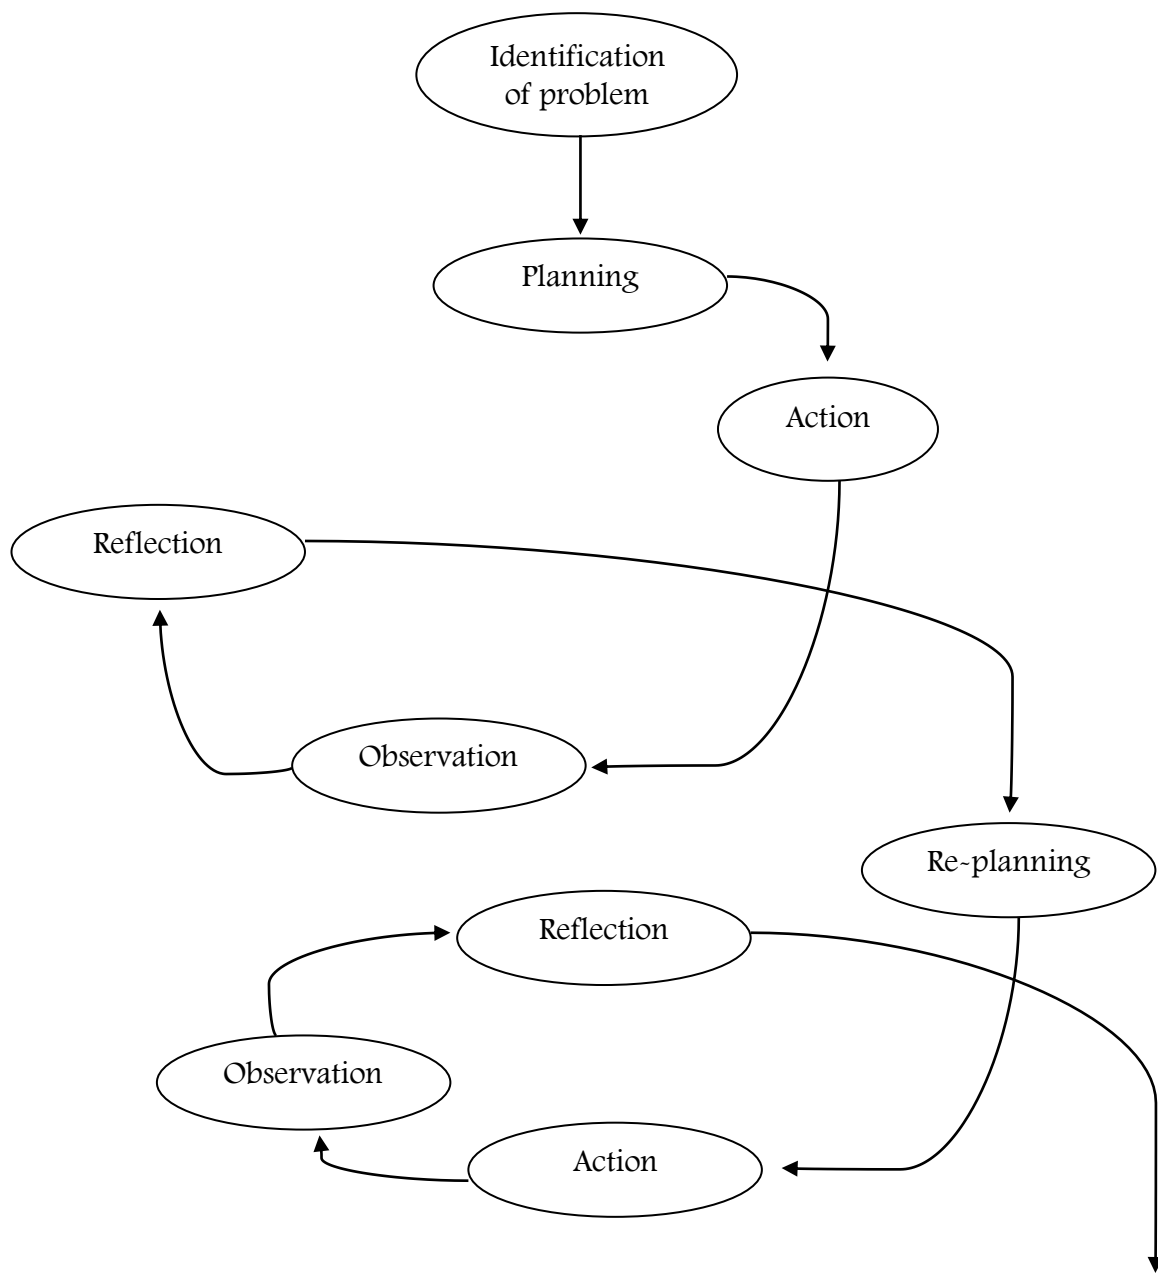 Identification
of problem
Planning
Action
Reflection
Observation
Re-planning
Reflection
Observation
Action